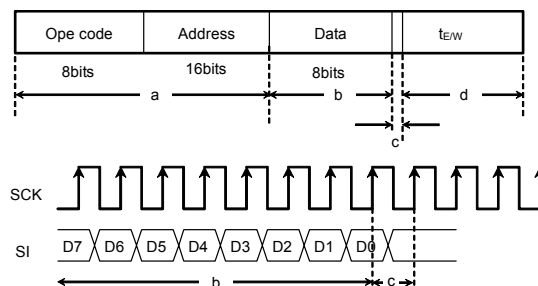 Ope code Address Data tE/W
8bits 16bits 8bits
a b d
c
SCK
SI D7 D6 D5 D4 D3 D2 D1 D0
b c